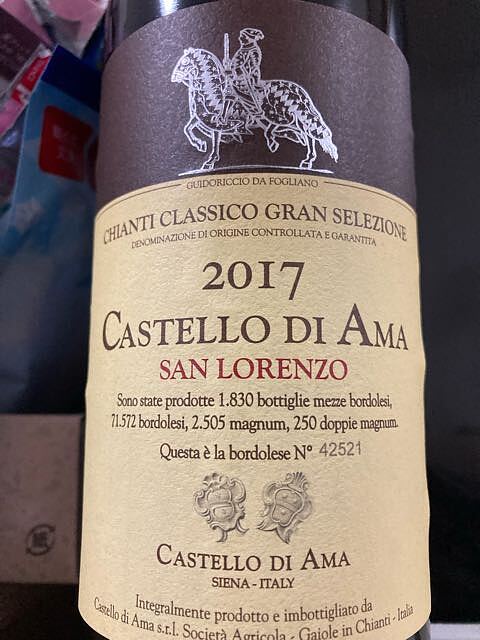 GUIDORICCIO DA FOGLIANO
CHIANTI CLASSICO GRAN SELEZIONE
DENOMINAZIONE DI ORIGINE CONTROLLATA E GARANTITA
2017
CASTELLO DI AMA
SAN LORENZO
Sono state prodotte 1.830 bottiglie mezze bordolesi,
71.572 bordolesi, 2.505 magnum, 250 doppie magnum.
Questa è la bordolese N° 42521
CASTELLO DI AMA
SIENA - ITALY
Integralmente prodotto e imbottigliato da
Castello di Ama s.r.l. Società Agricola - Gaiole in Chianti - Italia